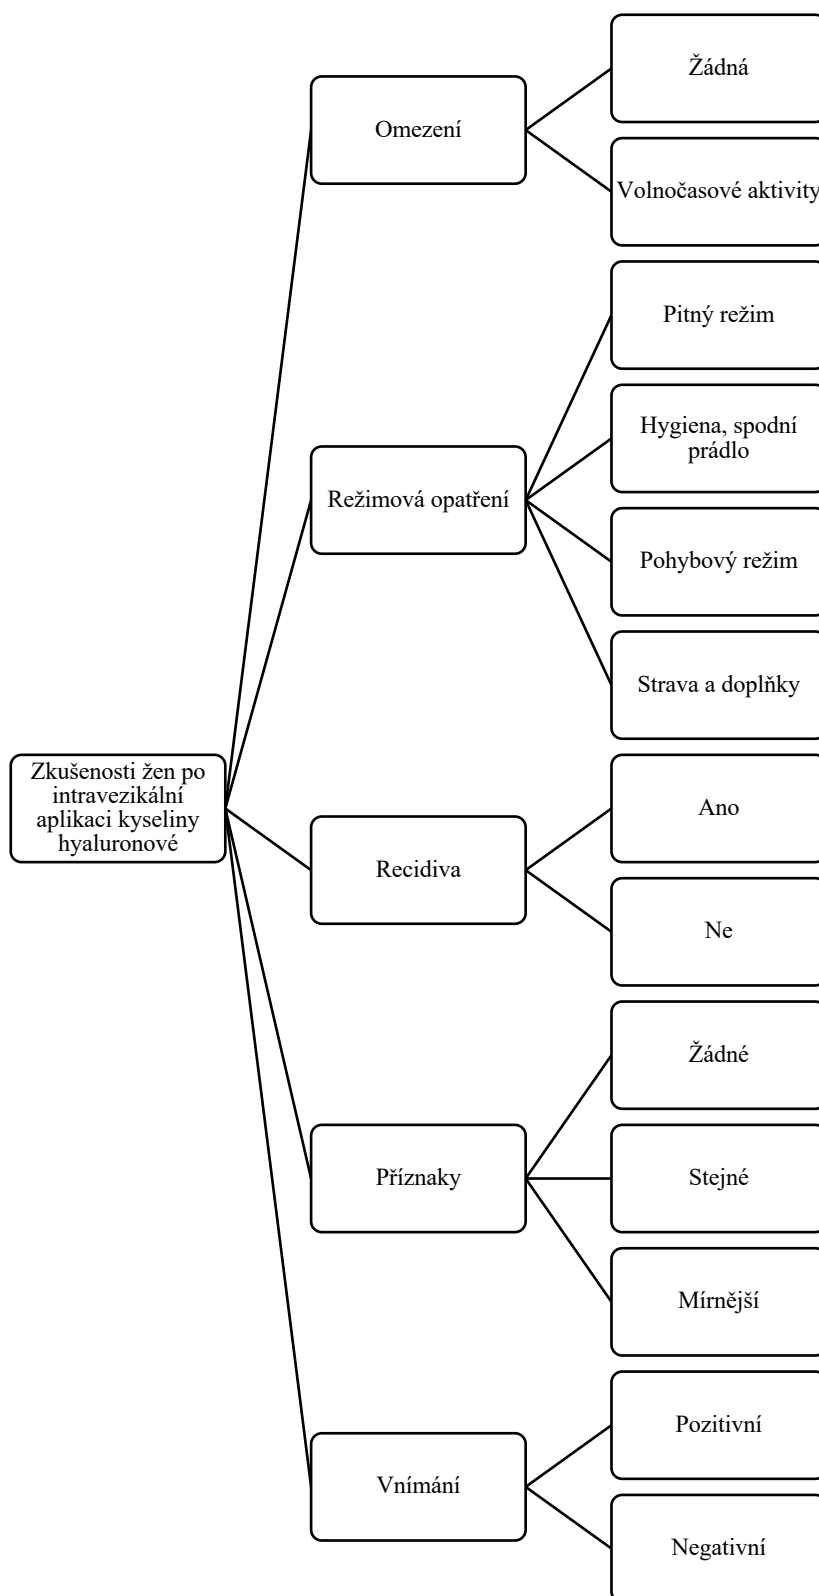 Zkušenosti žen po
intravezikální
aplikaci kyseliny
hyaluronové
Omezení
Žádná
Volnočasové aktivity
Režimová opatření
Pitný režim
Hygiena, spodní
prádlo
Pohybový režim
Strava a doplňky
Recidiva
Ano
Ne
Příznaky
Žádné
Stejné
Mírnější
Vnímání
Pozitivní
Negativní